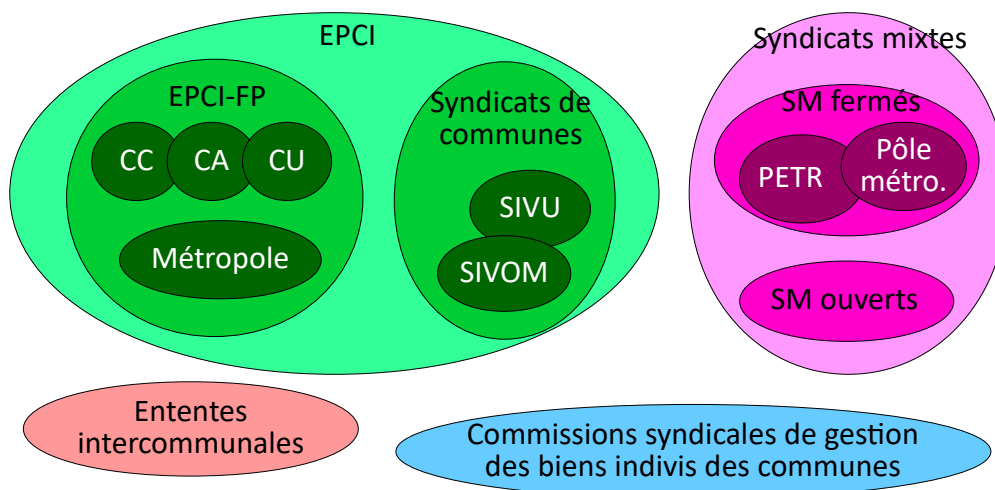 EPCI
EPCI-FP
CC
CA
CU
Métropole
Syndicats de
communes
SIVU
SIVOM
Syndicats mixtes
SM fermés
PETR
Pôle
métro.
SM ouverts
Ententes
intercommunales
Commissions syndicales de gestion
des biens indivis des communes